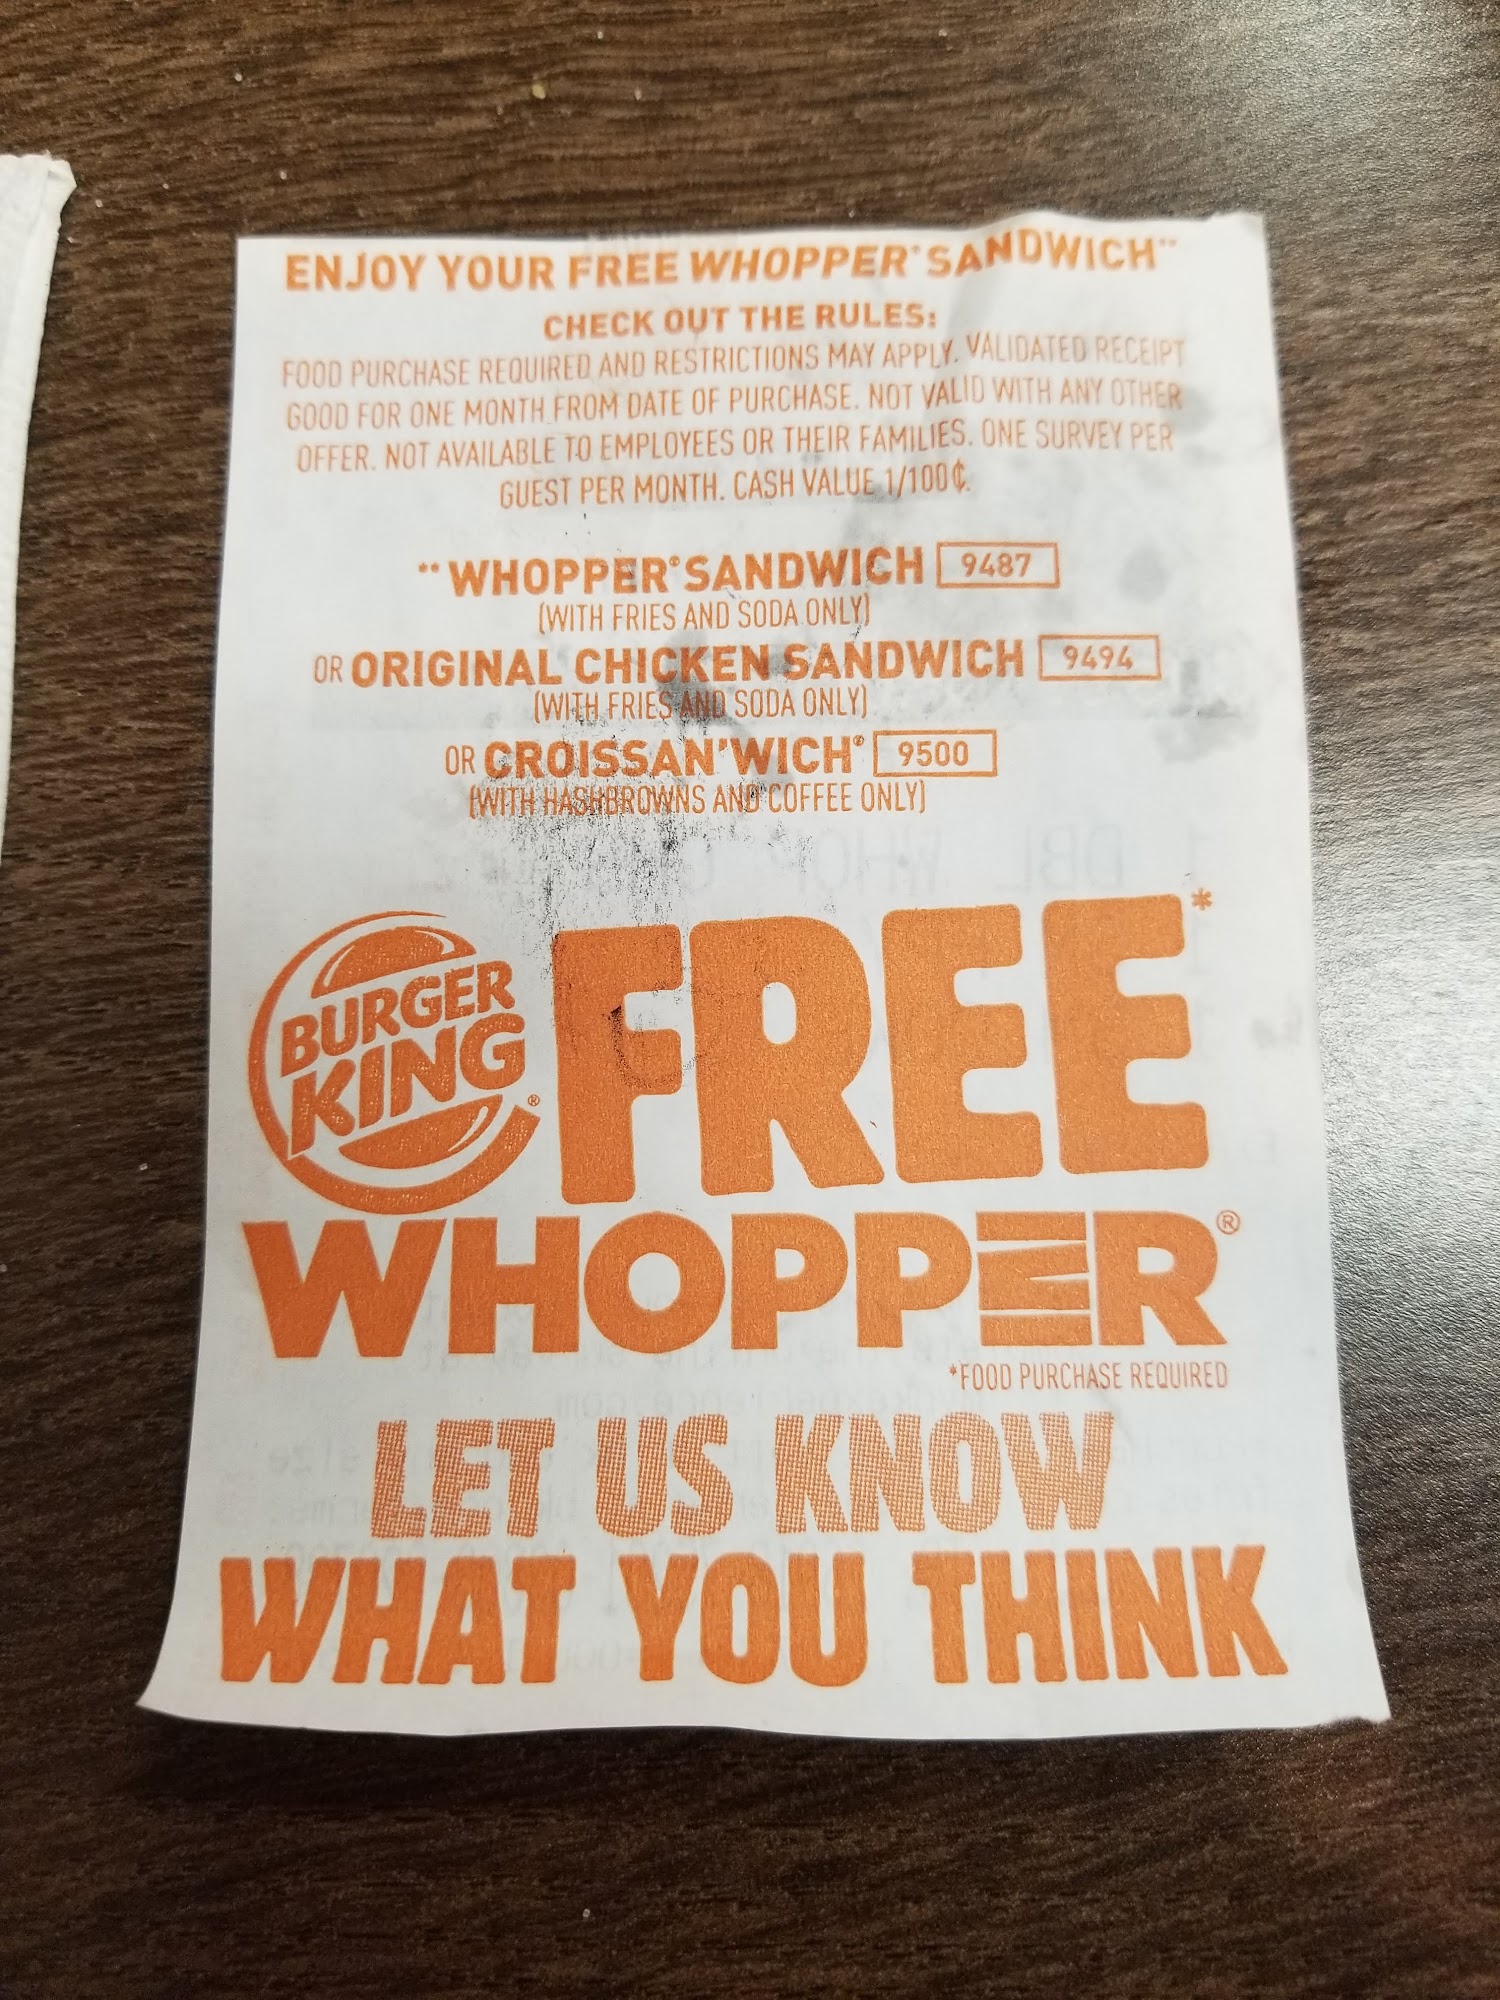 ENJOY YOUR FREE WHOPPER® SANDWICH**
CHECK OUT THE RULES:
FOOD PURCHASE REQUIRED AND RESTRICTIONS MAY APPLY. VALIDATED RECEIPT
GOOD FOR ONE MONTH FROM DATE OF PURCHASE. NOT VALID WITH ANY OTHER
OFFER. NOT AVAILABLE TO EMPLOYEES OR THEIR FAMILIES. ONE SURVEY PER
GUEST PER MONTH. CASH VALUE 1/100¢.
**WHOPPER® SANDWICH 9487
(WITH FRIES AND SODA ONLY)
OR ORIGINAL CHICKEN SANDWICH 9494
(WITH FRIES AND SODA ONLY)
OR CROISSAN'WICH® 9500
(WITH HASHBROWNS AND COFFEE ONLY)
BURGER
KING®
FREE*
WHOPPER®
*FOOD PURCHASE REQUIRED
LET US KNOW
WHAT YOU THINK